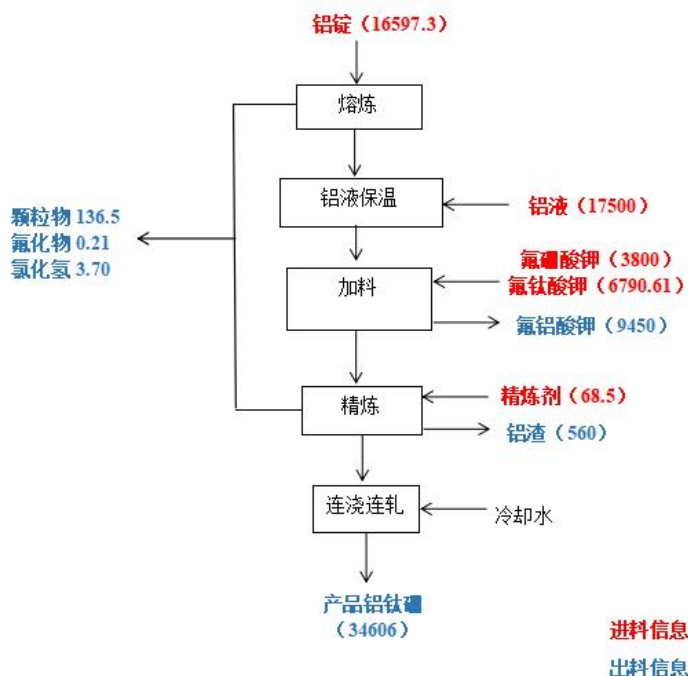 铝锭（16597.3）
熔炼
铝液保温
铝液（17500）
颗粒物 136.5
氟化物 0.21
氯化氢 3.70
氟硼酸钾（3800）
氟钛酸钾（6790.61）
加料
氟铝酸钾（9450）
精炼剂（68.5）
精炼
铝渣（560）
连浇连轧
冷却水
产品铝钛硼
（34606）
进料信息
出料信息